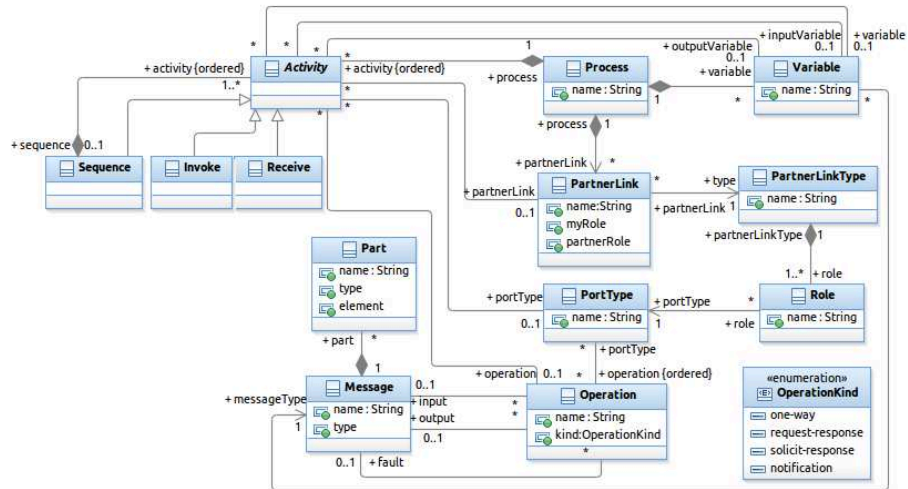 + inputVariable
+ variable
*
*
*
*
1
+ outputVariable
0..1
0..1
0..1
+ activity{ordered}
Activity
+ activity{ordered}
+ process
Process
+ variable
Variable
1..*
*
*
name : String
1
*
name : String
*
*
+ process
1
+ sequence
0..1
Sequence
Invoke
Receive
+ partnerLink
*
+ partnerLink
0..1
PartnerLink
name:String
myRole
partnerRole
*
+ type
+ partnerLink
1
PartnerLinkType
name : String
+ partnerLinkType
1
1..*
+ role
Part
name : String
type
element
+ portType
0..1
PortType
name : String
+ portType
1
*
+ role
Role
name : String
+ part
*
1
*
+ portType
+ operation
0..1
*
+ operation {ordered}
+ messageType
1
Message
name : String
type
0..1
+ input
+ output
0..1
*
*
Operation
name : String
kind:OperationKind
*
0..1
+ fault
«enumeration»
OperationKind
one-way
request-response
solicit-response
notification